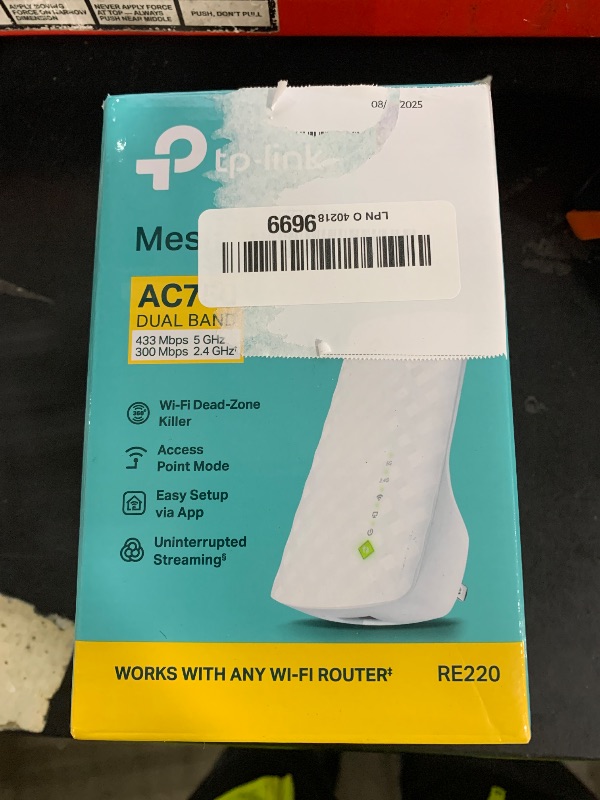 APPLY SAWING
FORCE ON NARROW
DIMENSION
NEVER APPLY FORCE
AT TOP — ALWAYS
PUSH NEAR MIDDLE
PUSH, DON'T PULL
08/ 2025
tp-link
LPN O 40218
6696
Mes
AC7
DUAL BAND
433 Mbps 5 GHz
300 Mbps 2.4 GHz
360°
Wi-Fi Dead-Zone
Killer
Access
Point Mode
Easy Setup
via App
Uninterrupted
Streaming§
WORKS WITH ANY WI-FI ROUTER‡
RE220